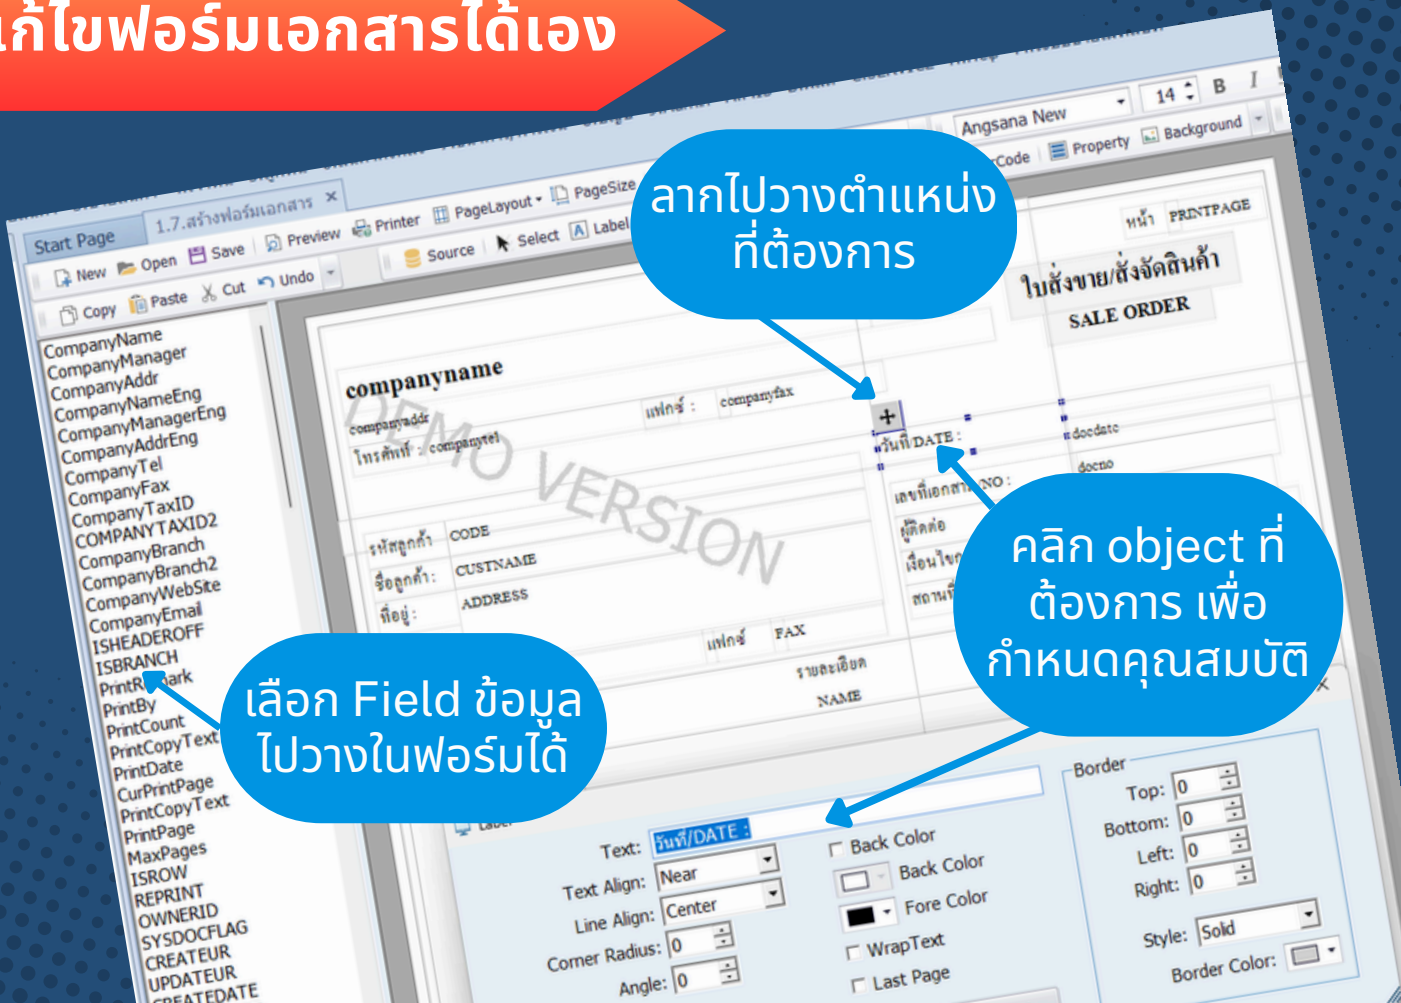 แก้ไขฟอร์มเอกสารได้เอง
Angsana New
14
B
I
Start Page
1.7.สร้างฟอร์มเอกสาร
New
Open
Save
Preview
Printer
PageLayout
PageSize
Property
Background
Copy
Paste
Cut
Undo
Source
Select
Label
ลากไปวางตำแหน่ง
ที่ต้องการ
CompanyName
CompanyManager
CompanyAddr
CompanyNameEng
CompanyManagerEng
CompanyAddrEng
CompanyTel
CompanyFax
CompanyTaxID
COMPANYTAXID2
CompanyBranch
CompanyBranch2
CompanyWebSite
CompanyEmail
ISHEADEROFF
ISBRANCH
PrintBy
PrintCount
PrintCopyText
PrintDate
CurPrintPage
PrintCopyText
PrintPage
MaxPages
ISROW
REPRINT
OWNERID
SYSDOCFLAG
CREATEUR
UPDATEUR
CREATEDATE
หน้า PRINTPAGE
ใบสั่งขาย/สั่งจัดสินค้า
SALE ORDER
companyname
companyaddr
โทรศัพท์ : companytel
แฟกซ์ : companyfax
DEMO VERSION
วันที่/DATE :
docdate
docno
ผู้ติดต่อ
รหัสลูกค้า CODE
ชื่อลูกค้า: CUSTNAME
ที่อยู่ : ADDRESS
แฟกซ์ FAX
รายละเอียด
NAME
เลือก Field ข้อมูล
ไปวางในฟอร์มได้
คลิก object ที่
ต้องการ เพื่อ
กำหนดคุณสมบัติ
Label
Text: วันที่/DATE :
Text Align: Near
Line Align: Center
Corner Radius: 0
Angle: 0
Back Color
Back Color
Fore Color
WrapText
Last Page
Border
Top: 0
Bottom: 0
Left: 0
Right: 0
Style: Solid
Border Color: